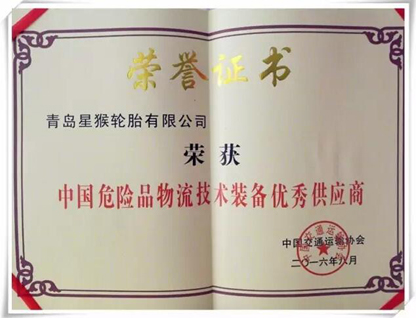 荣誉证书
青岛星猴轮胎有限公司
荣 获
中国危险品物流技术装备优秀供应商
中国交通运输协会
二〇一六年八月